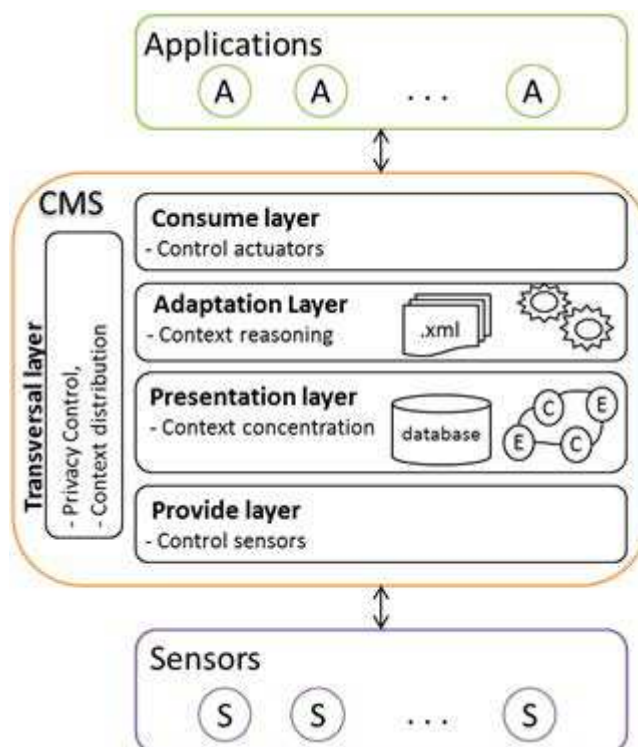 Applications
A A ... A
CMS
Transversal layer
- Privacy Control,
- Context distribution
Consume layer
- Control actuators
Adaptation Layer
- Context reasoning
.xml
Presentation layer
- Context concentration
database
E C C E
Provide layer
- Control sensors
Sensors
S S ... S